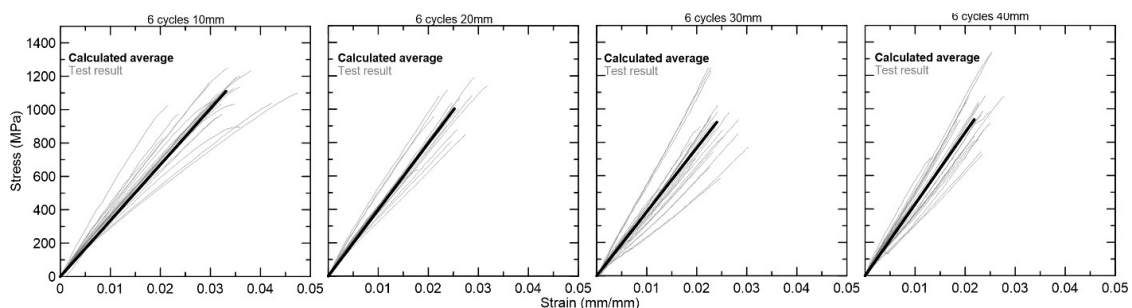 6 cycles 10mm
6 cycles 20mm
6 cycles 30mm
6 cycles 40mm
Stress (MPa)
1400
1200
1000
800
600
400
200
0
Calculated average
Test result
Calculated average
Test result
Calculated average
Test result
Calculated average
Test result
0 0.01 0.02 0.03 0.04 0.05
0.01 0.02 0.03 0.04 0.05
0.01 0.02 0.03 0.04 0.05
0.01 0.02 0.03 0.04 0.05
Strain (mm/mm)